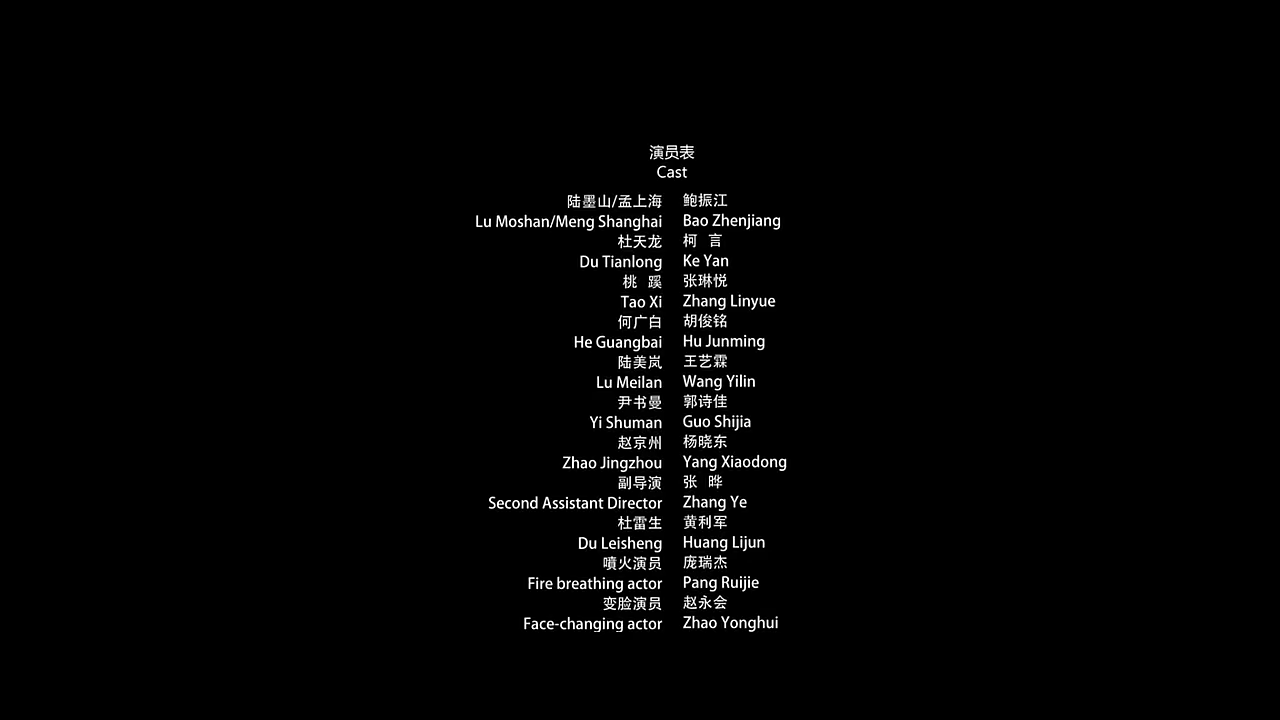 演员表
Cast
陆墨山/孟上海 鲍振江
Lu Moshan/Meng Shanghai Bao Zhenjiang
杜天龙 柯 言
Du Tianlong Ke Yan
桃 蹊 张琳悦
Tao Xi Zhang Linyue
何广白 胡俊铭
He Guangbai Hu Junming
陆美岚 王艺霖
Lu Meilan Wang Yilin
尹书曼 郭诗佳
Yi Shuman Guo Shijia
赵京州 杨晓东
Zhao Jingzhou Yang Xiaodong
副导演 张 晔
Second Assistant Director Zhang Ye
杜雷生 黄利军
Du Leisheng Huang Lijun
噴火演员 庞瑞杰
Fire breathing actor Pang Ruijie
变脸演员 赵永会
Face-changing actor Zhao Yonghui